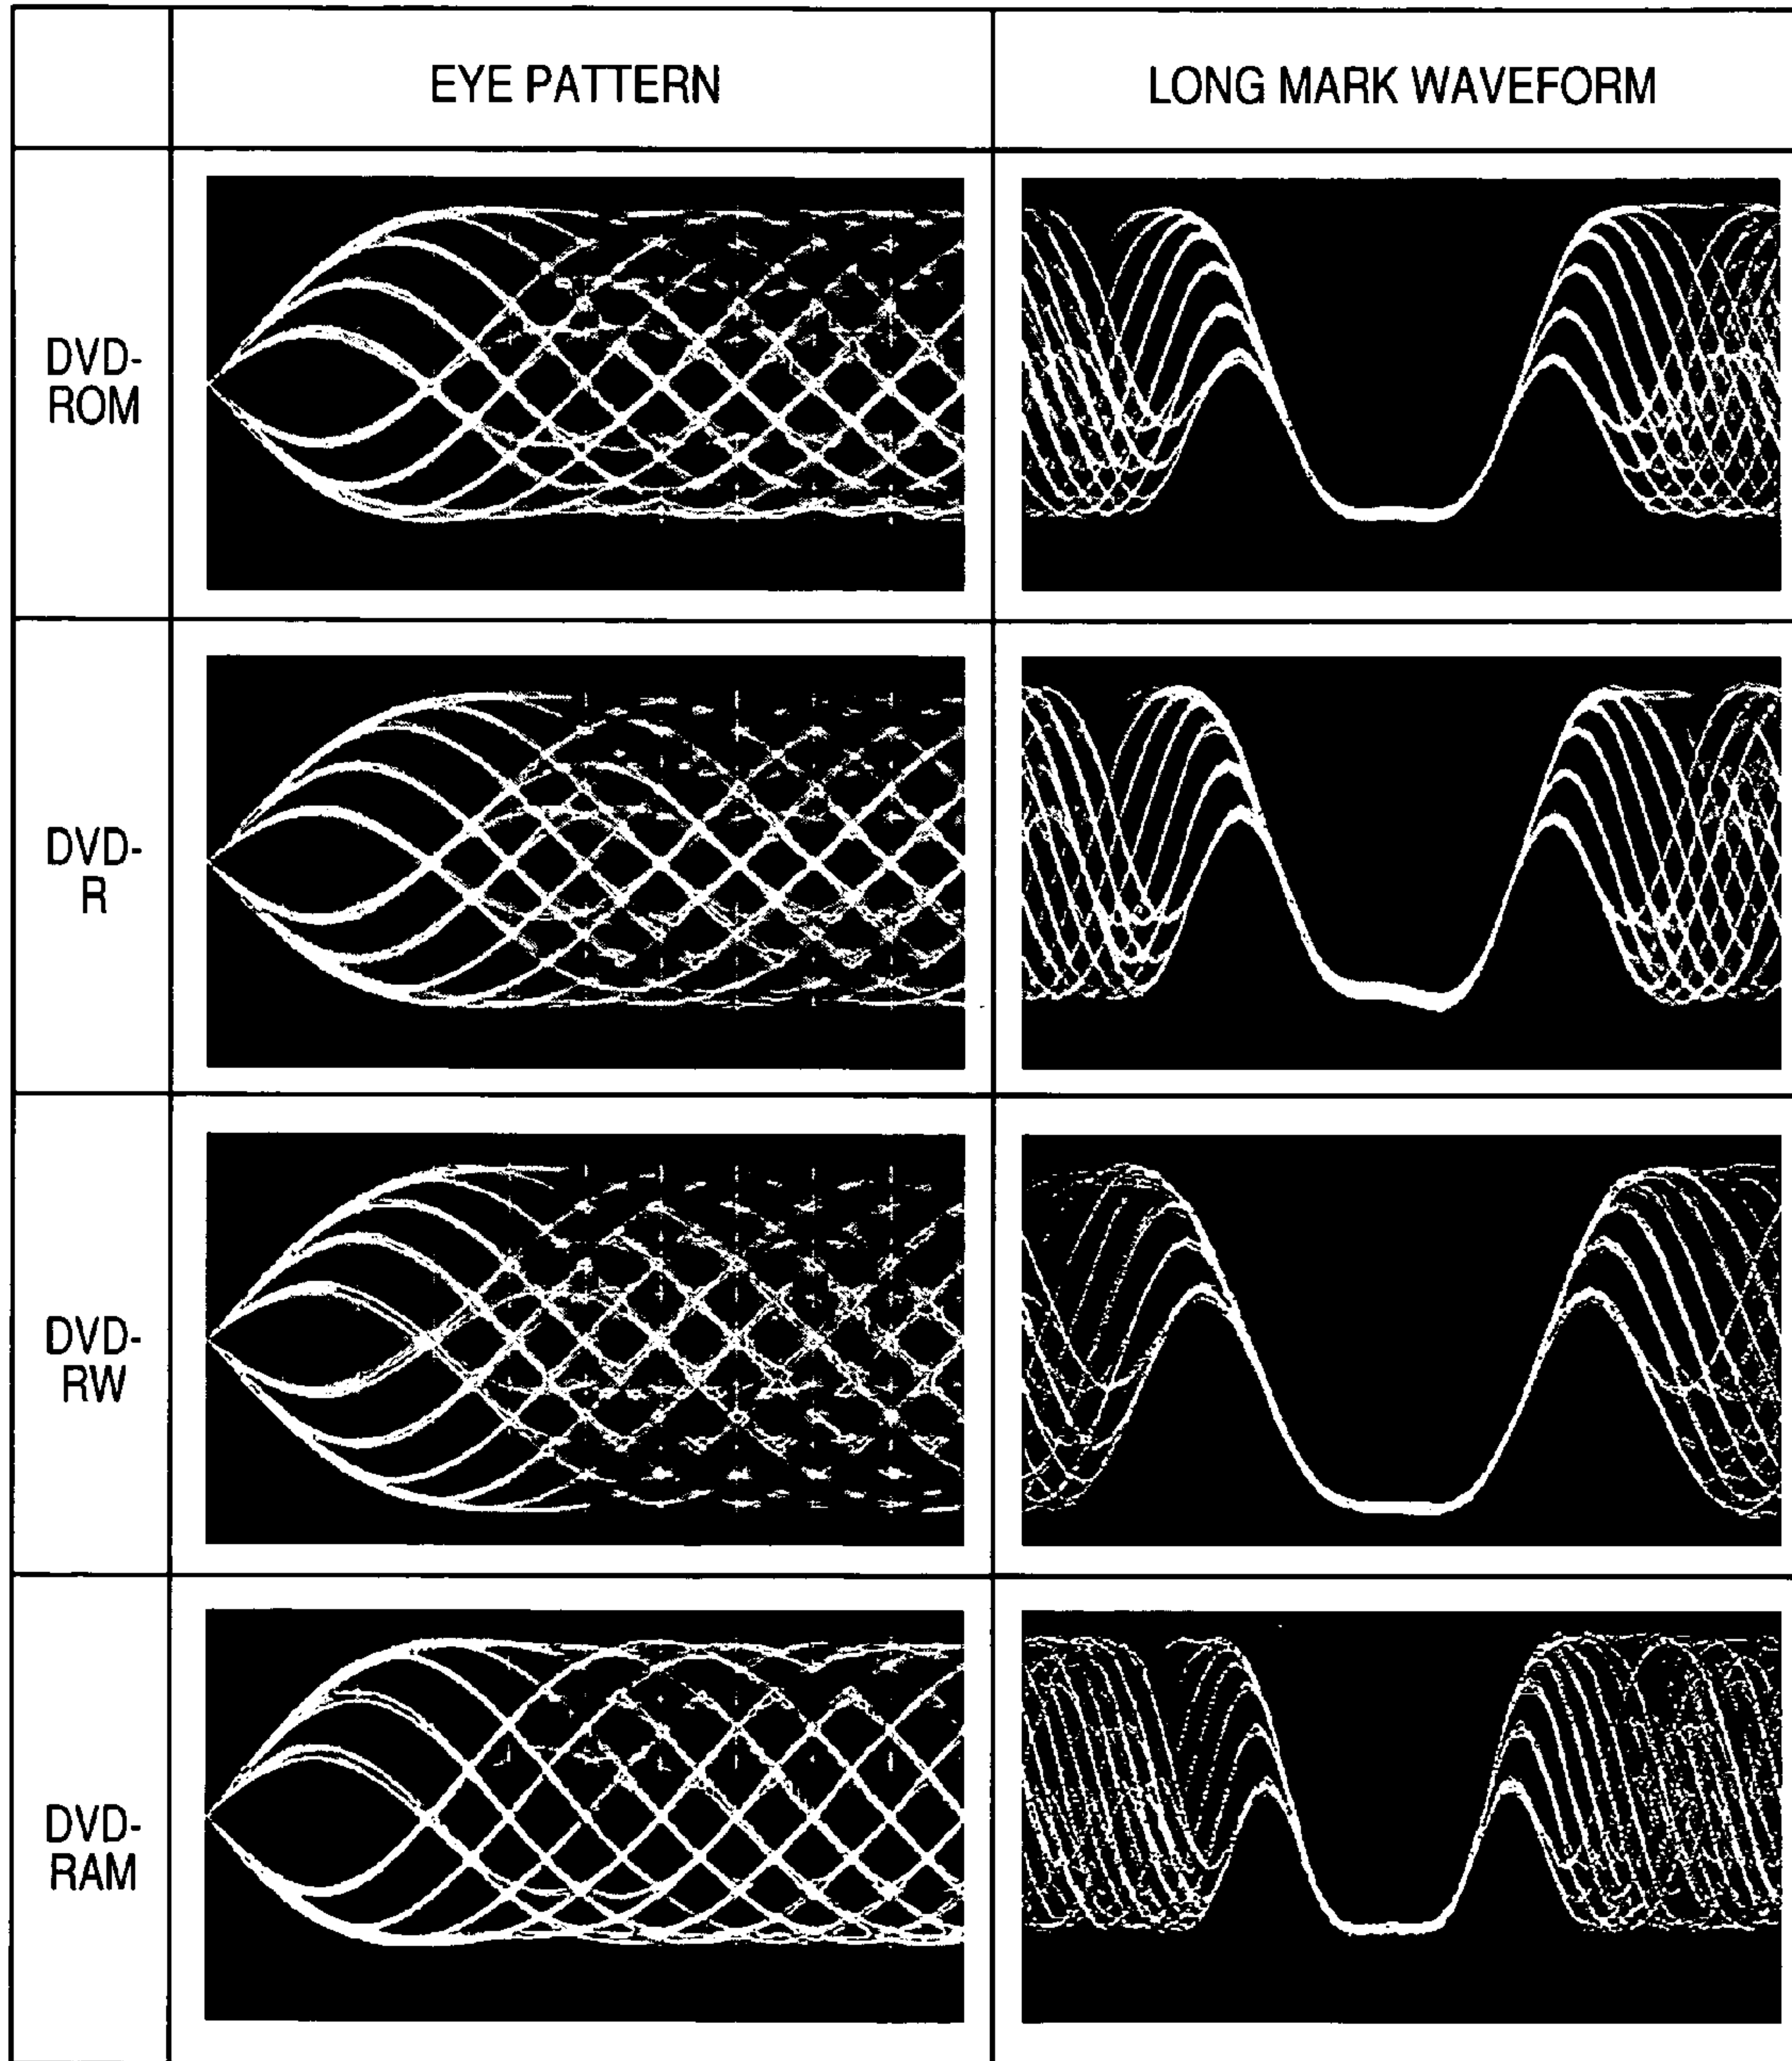 EYE PATTERN
LONG MARK WAVEFORM
DVD-
ROM
DVD-
R
DVD-
RW
DVD-
RAM